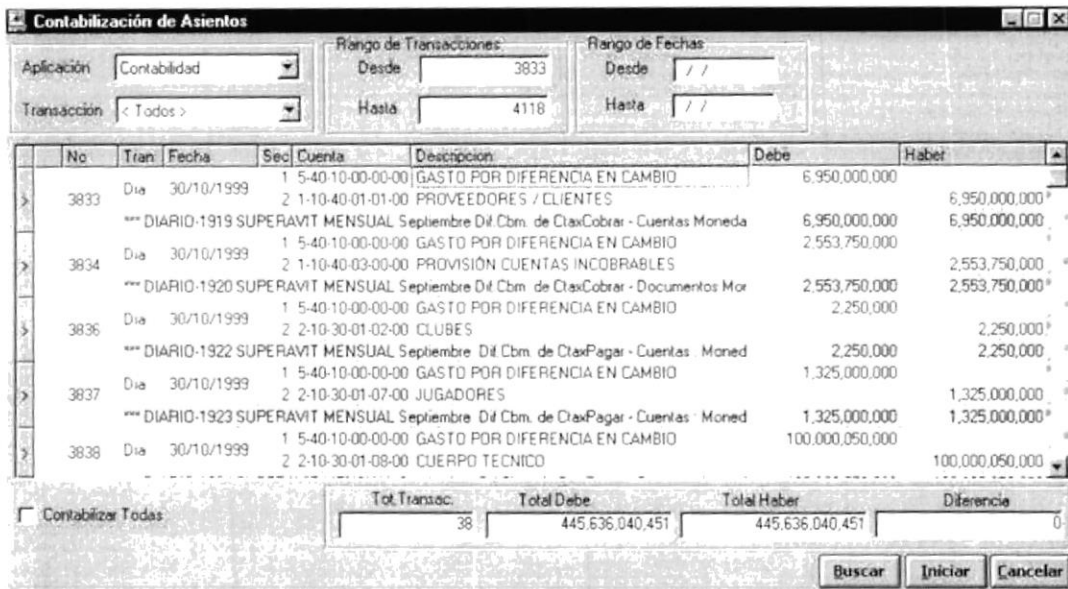 Contabilización de Asientos
Rango de Transacciones Rango de Fechas
Aplicación Contabilidad Desde 3833 Desde / /
Transacción < Todos > Hasta 4118 Hasta / /
No Tran Fecha Sec Cuenta Descripcion Debe Haber
3833 Dia 30/10/1999 1 5-40-10-00-00-00 GASTO POR DIFERENCIA EN CAMBIO 6,950,000,000
2 1-10-40-01-01-00 PROVEEDORES / CLIENTES 6,950,000,000
*** DIARIO-1919 SUPERAVIT MENSUAL Septiembre Dif.Cbm. de CtaxCobrar - Cuentas Moneda 6,950,000,000 6,950,000,000
3834 Dia 30/10/1999 1 5-40-10-00-00-00 GASTO POR DIFERENCIA EN CAMBIO 2,553,750,000
2 1-10-40-03-00-00 PROVISIÓN CUENTAS INCOBRABLES 2,553,750,000
*** DIARIO-1920 SUPERAVIT MENSUAL Septiembre Dif.Cbm. de CtaxCobrar - Documentos Mor 2,553,750,000 2,553,750,000
3836 Dia 30/10/1999 1 5-40-10-00-00-00 GASTO POR DIFERENCIA EN CAMBIO 2,250,000
2 2-10-30-01-02-00 CLUBES 2,250,000
*** DIARIO-1922 SUPERAVIT MENSUAL Septiembre Dif.Cbm. de CtaxPagar - Cuentas Moned 2,250,000 2,250,000
3837 Dia 30/10/1999 1 5-40-10-00-00-00 GASTO POR DIFERENCIA EN CAMBIO 1,325,000,000
2 2-10-30-01-07-00 JUGADORES 1,325,000,000
*** DIARIO-1923 SUPERAVIT MENSUAL Septiembre Dif.Cbm. de CtaxPagar - Cuentas Moned 1,325,000,000 1,325,000,000
3838 Dia 30/10/1999 1 5-40-10-00-00-00 GASTO POR DIFERENCIA EN CAMBIO 100,000,050,000
2 2-10-30-01-08-00 CUERPO TECNICO 100,000,050,000
Tot.Transac. Total Debe Total Haber Diferencia
Contabilizar Todas 38 445,636,040,451 445,636,040,451 0
Buscar Iniciar Cancelar